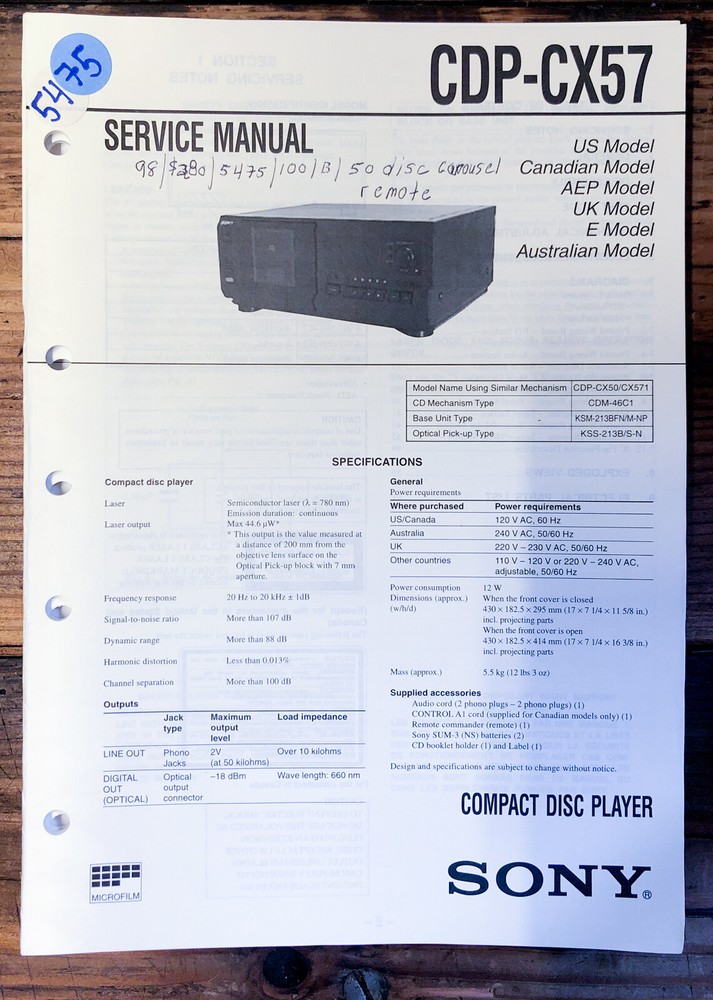 5475
CDP-CX57
SERVICE MANUAL
98/$280/5475/100/B/50 disc carousel
remote
US Model
Canadian Model
AEP Model
UK Model
E Model
Australian Model
SONY
Model Name Using Similar Mechanism CDP-CX50/CX571
CD Mechanism Type CDM-46C1
Base Unit Type KSM-213BFN/M-NP
Optical Pick-up Type KSS-213B/S-N
SPECIFICATIONS
Compact disc player
Laser Semiconductor laser (λ = 780 nm)
Emission duration: continuous
Laser output Max 44.6 µW*
* This output is the value measured at
a distance of 200 mm from the
objective lens surface on the
Optical Pick-up block with 7 mm
aperture.
Frequency response 20 Hz to 20 kHz ± 1dB
Signal-to-noise ratio More than 107 dB
Dynamic range More than 88 dB
Harmonic distortion Less than 0.013%
Channel separation More than 100 dB
Outputs
Jack type Maximum output level Load impedance
LINE OUT Phono Jacks 2V (at 50 kilohms) Over 10 kilohms
DIGITAL OUT (OPTICAL) Optical output connector –18 dBm Wave length: 660 nm
General
Power requirements
Where purchased Power requirements
US/Canada 120 V AC, 60 Hz
Australia 240 V AC, 50/60 Hz
UK 220 V – 230 V AC, 50/60 Hz
Other countries 110 V – 120 V or 220 V – 240 V AC,
adjustable, 50/60 Hz
Power consumption 12 W
Dimensions (approx.) When the front cover is closed
(w/h/d) 430 × 182.5 × 295 mm (17 × 7 1/4 × 11 5/8 in.)
incl. projecting parts
When the front cover is open
430 × 182.5 × 414 mm (17 × 7 1/4 × 16 3/8 in.)
incl. projecting parts
Mass (approx.) 5.5 kg (12 lbs 3 oz)
Supplied accessories
Audio cord (2 phono plugs – 2 phono plugs) (1)
CONTROL A1 cord (supplied for Canadian models only) (1)
Remote commander (remote) (1)
Sony SUM-3 (NS) batteries (2)
CD booklet holder (1) and Label (1)
Design and specifications are subject to change without notice.
COMPACT DISC PLAYER
MICROFILM
SONY®